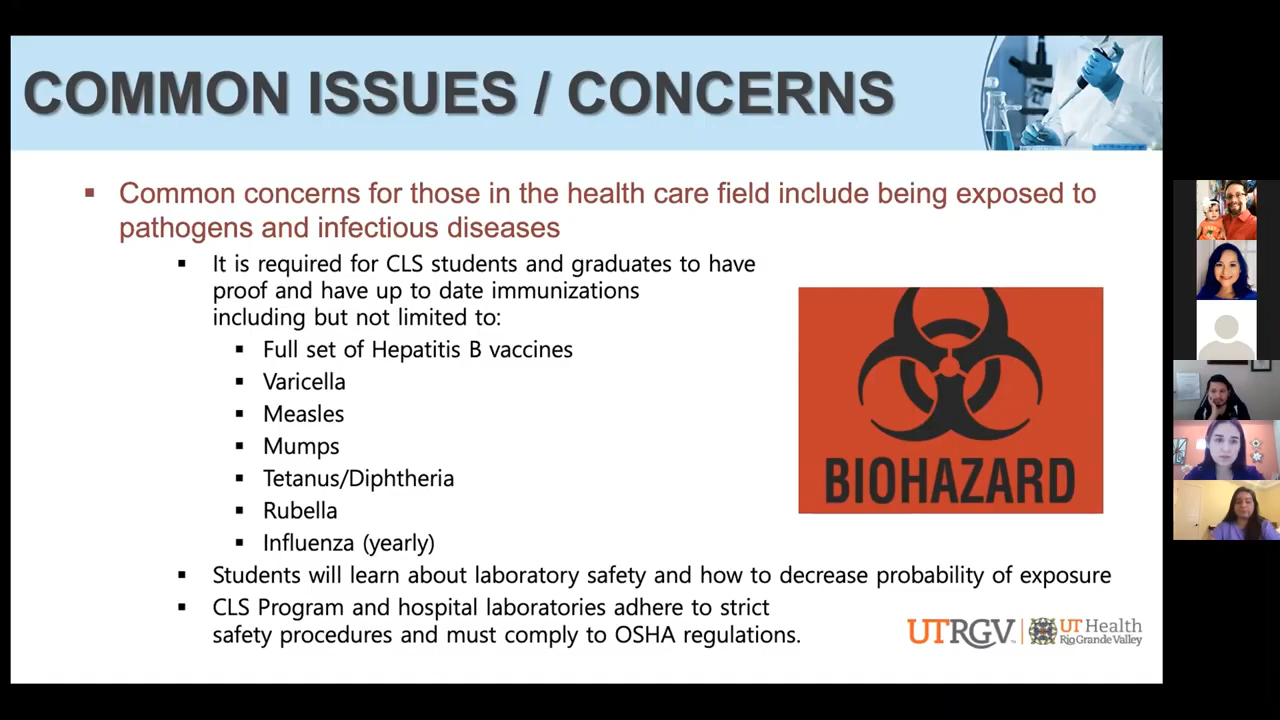 COMMON ISSUES / CONCERNS
▪ Common concerns for those in the health care field include being exposed to
pathogens and infectious diseases
▪ It is required for CLS students and graduates to have
proof and have up to date immunizations
including but not limited to:
▪ Full set of Hepatitis B vaccines
▪ Varicella
▪ Measles
▪ Mumps
▪ Tetanus/Diphtheria
▪ Rubella
▪ Influenza (yearly)
▪ Students will learn about laboratory safety and how to decrease probability of exposure
▪ CLS Program and hospital laboratories adhere to strict
safety procedures and must comply to OSHA regulations.
BIOHAZARD
UTRGV™ | UT Health
Rio Grande Valley